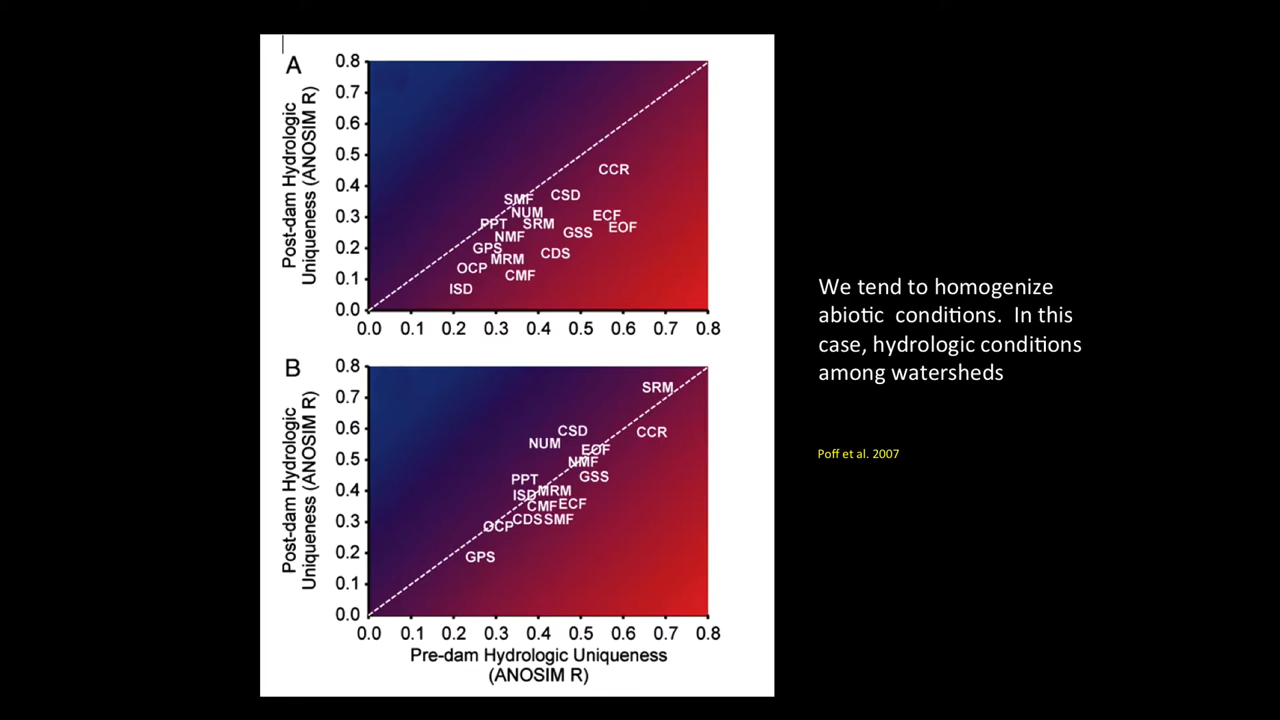 A
Post-dam Hydrologic
Uniqueness (ANOSIM R)
0.8
0.7
0.6
0.5
0.4
0.3
0.2
0.1
0.0
CCR
CSD
SMF
NUM
ECF
PPT
SRM
EOF
GSS
NMF
GPS
CDS
MRM
OCP
CMF
ISD
0.0 0.1 0.2 0.3 0.4 0.5 0.6 0.7 0.8
B
Post-dam Hydrologic
Uniqueness (ANOSIM R)
0.8
0.7
0.6
0.5
0.4
0.3
0.2
0.1
0.0
SRM
CSD
CCR
NUM
EOF
NMF
GSS
PPT
MRM
ISD
CMF
ECF
CDS
SMF
OCP
GPS
0.0 0.1 0.2 0.3 0.4 0.5 0.6 0.7 0.8
Pre-dam Hydrologic Uniqueness
(ANOSIM R)
We tend to homogenize
abiotic conditions. In this
case, hydrologic conditions
among watersheds
Poff et al. 2007